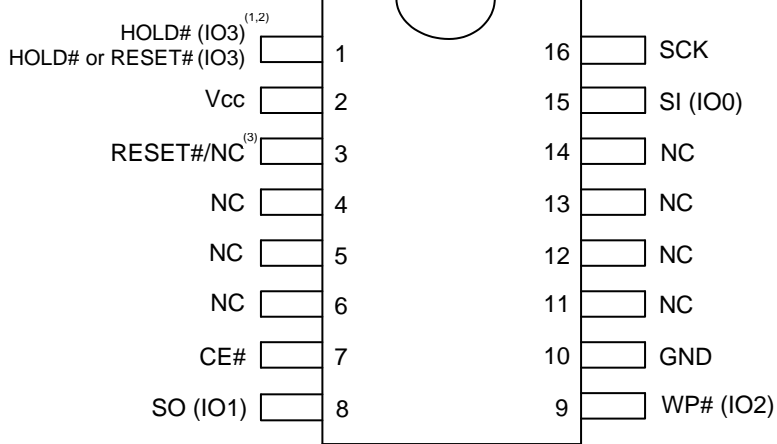 HOLD# (IO3)(1,2)
HOLD# or RESET# (IO3) 1 16 SCK
Vcc 2 15 SI (IO0)
RESET#/NC(3) 3 14 NC
NC 4 13 NC
NC 5 12 NC
NC 6 11 NC
CE# 7 10 GND
SO (IO1) 8 9 WP# (IO2)